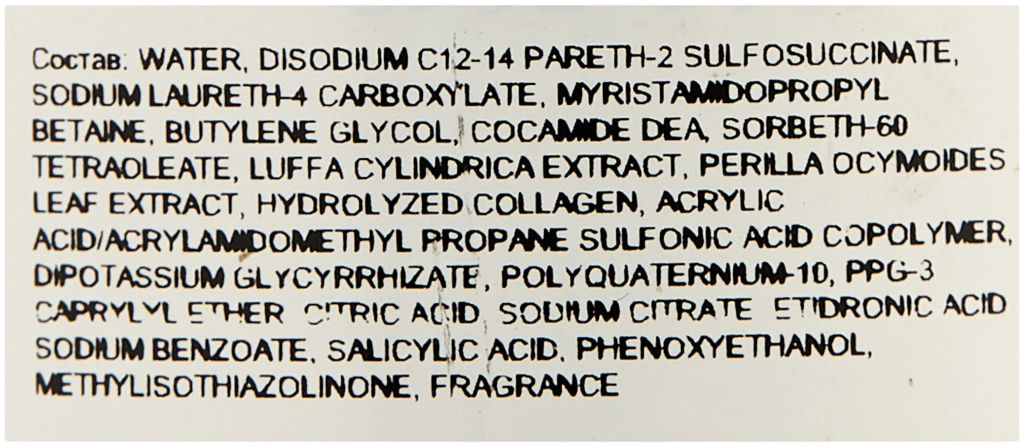 Состав: WATER, DISODIUM C12-14 PARETH-2 SULFOSUCCINATE,
SODIUM LAURETH-4 CARBOXYLATE, MYRISTAMIDOPROPYL
BETAINE, BUTYLENE GLYCOL, COCAMIDE DEA, SORBETH-60
TETRAOLEATE, LUFFA CYLINDRICA EXTRACT, PERILLA OCYMOIDES
LEAF EXTRACT, HYDROLYZED COLLAGEN, ACRYLIC
ACID/ACRYLAMIDOMETHYL PROPANE SULFONIC ACID COPOLYMER,
DIPOTASSIUM GLYCYRRHIZATE, POLYQUATERNIUM-10, PPG-3
CAPRYLYL ETHER CITRIC ACID, SODIUM CITRATE ETIDRONIC ACID
SODIUM BENZOATE, SALICYLIC ACID, PHENOXYETHANOL,
METHYLISOTHIAZOLINONE, FRAGRANCE